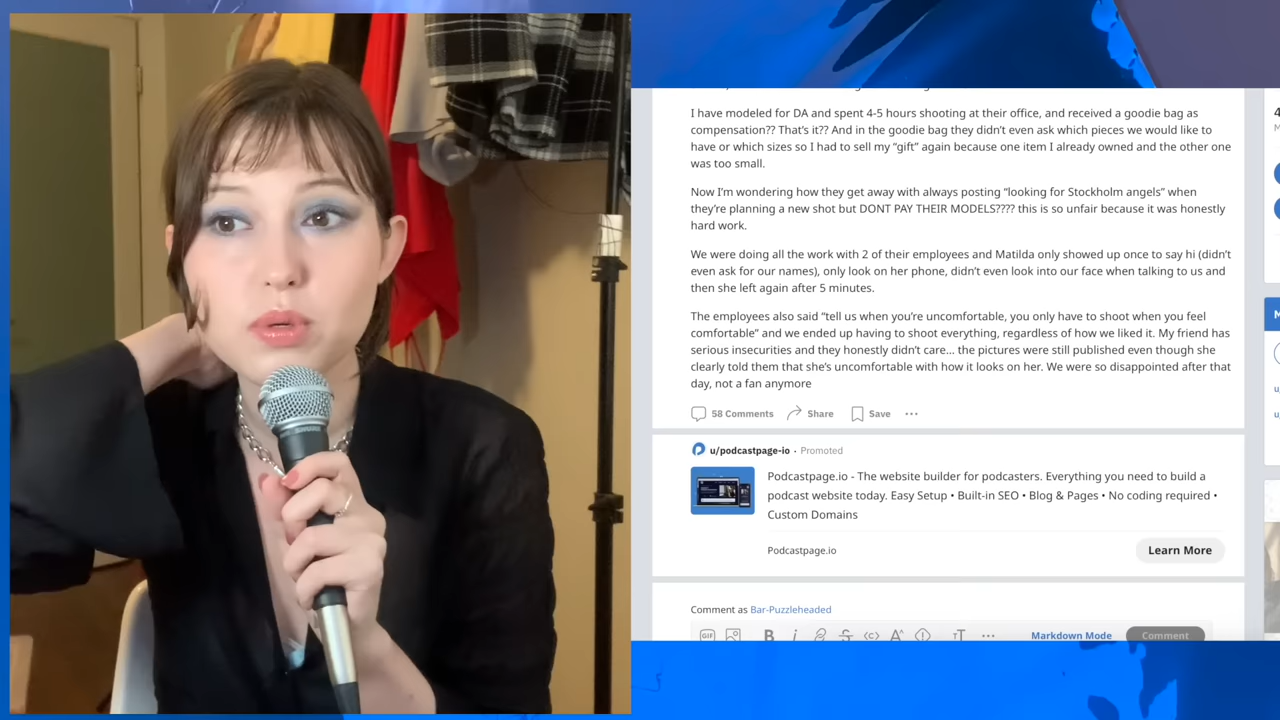 I have modeled for DA and spent 4-5 hours shooting at their office, and received a goodie bag as
compensation?? That's it?? And in the goodie bag they didn't even ask which pieces we would like to
have or which sizes so I had to sell my “gift” again because one item I already owned and the other one
was too small.
Now I'm wondering how they get away with always posting “looking for Stockholm angels” when
they're planning a new shot but DONT PAY THEIR MODELS???? this is so unfair because it was honestly
hard work.
We were doing all the work with 2 of their employees and Matilda only showed up once to say hi (didn't
even ask for our names), only look on her phone, didn't even look into our face when talking to us and
then she left again after 5 minutes.
The employees also said “tell us when you're uncomfortable, you only have to shoot when you feel
comfortable” and we ended up having to shoot everything, regardless of how we liked it. My friend has
serious insecurities and they honestly didn't care... the pictures were still published even though she
clearly told them that she's uncomfortable with how it looks on her. We were so disappointed after that
day, not a fan anymore
58 Comments Share Save
u/podcastpage-io · Promoted
Podcastpage.io - The website builder for podcasters. Everything you need to build a
podcast website today. Easy Setup • Built-in SEO • Blog & Pages • No coding required •
Custom Domains
Podcastpage.io
Learn More
Comment as Bar-Puzzleheaded
GIF B i S <c> A TT Markdown Mode Comment
SHURE